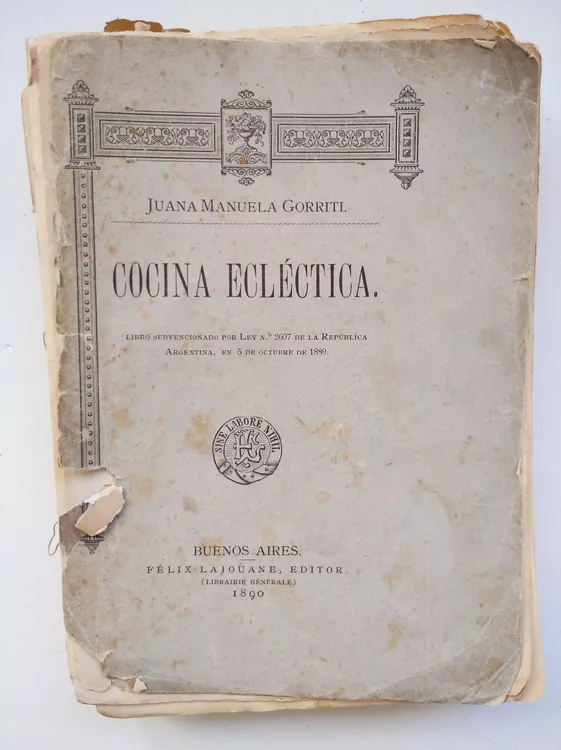 JUANA MANUELA GORRITI.
COCINA ECLÉCTICA.
LIBRO SUBVENCIONADO POR LEY N.º 2607 DE LA REPÚBLICA
ARGENTINA, EN 5 DE OCTUBRE DE 1889.
SINE LABORE NIHIL
BUENOS AIRES.
FÉLIX LAJOUANE, EDITOR.
(LIBRAIRIE GÉNÉRALE)
1890